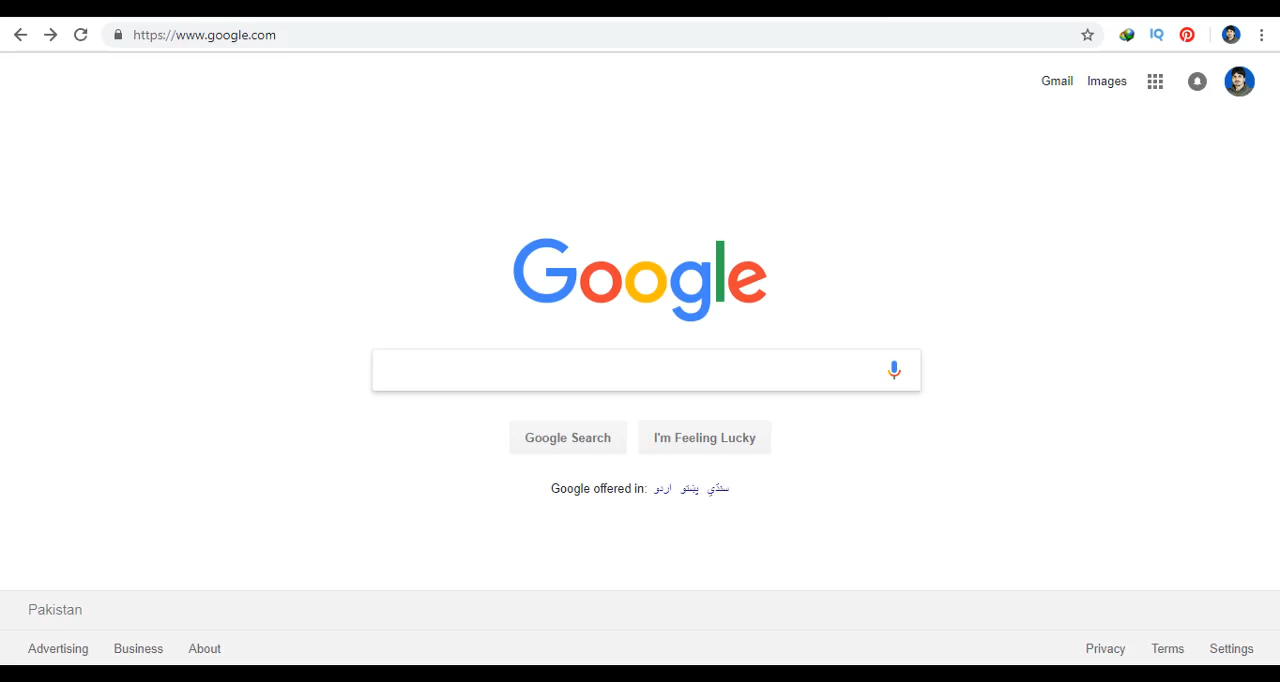 https://www.google.com
IQ
Gmail Images
Google
Google Search I'm Feeling Lucky
Google offered in: اردو پښتو سنڌي
Pakistan
Advertising Business About Privacy Terms Settings